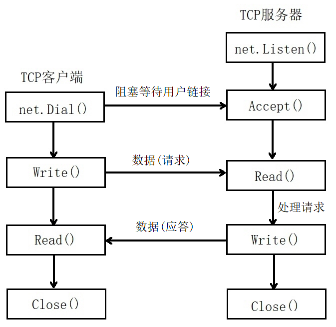 TCP服务器
net.Listen()
TCP客户端
阻塞等待用户链接
net.Dial()
Accept()
数据(请求)
Write()
Read()
处理请求
数据(应答)
Read()
Write()
Close()
Close()